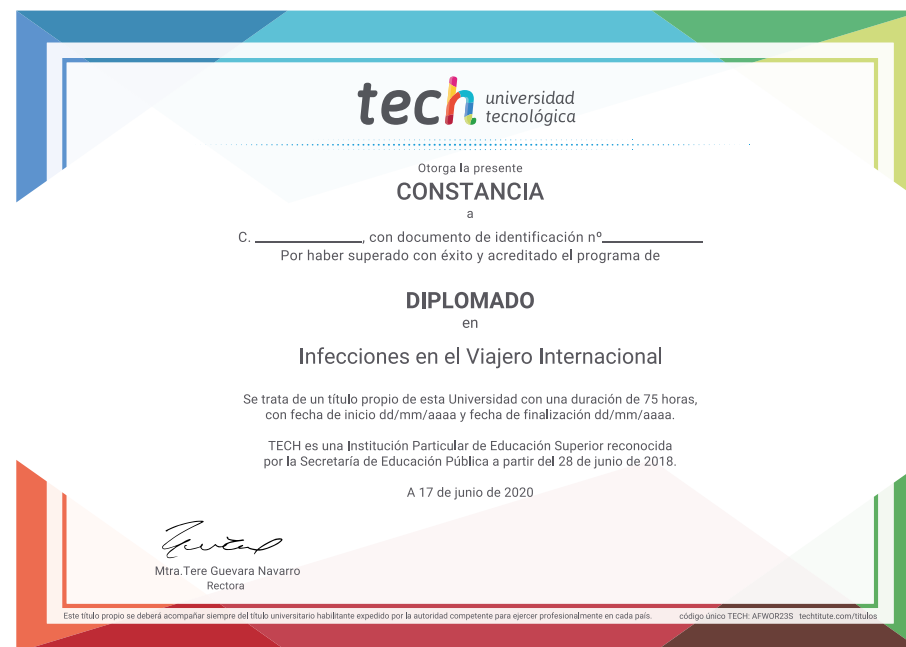 tech universidad
tecnológica
Otorga la presente
CONSTANCIA
a
C. ____________, con documento de identificación nº____________
Por haber superado con éxito y acreditado el programa de
DIPLOMADO
en
Infecciones en el Viajero Internacional
Se trata de un título propio de esta Universidad con una duración de 75 horas,
con fecha de inicio dd/mm/aaaa y fecha de finalización dd/mm/aaaa.
TECH es una Institución Particular de Educación Superior reconocida
por la Secretaría de Educación Pública a partir del 28 de junio de 2018.
A 17 de junio de 2020
Mtra.Tere Guevara Navarro
Rectora
Este título propio se deberá acompañar siempre del título universitario habilitante expedido por la autoridad competente para ejercer profesionalmente en cada país. código único TECH: AFWOR23S techtitute.com/titulos